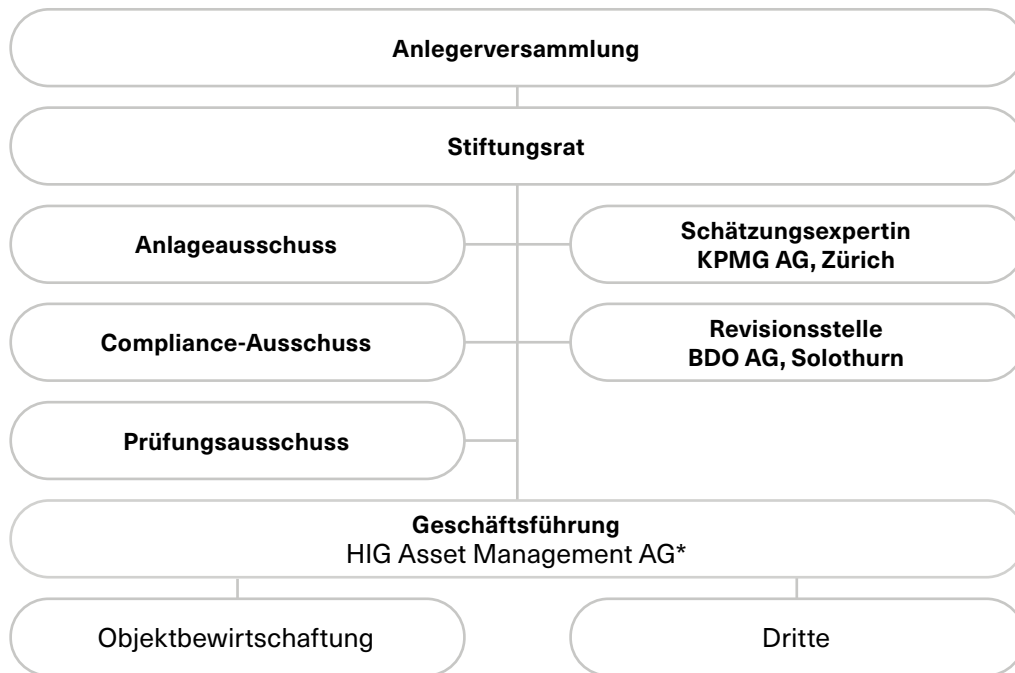 Anlegerversammlung
Stiftungsrat
Anlageausschuss
Schätzungsexpertin
KPMG AG, Zürich
Compliance-Ausschuss
Revisionsstelle
BDO AG, Solothurn
Prüfungsausschuss
Geschäftsführung
HIG Asset Management AG*
Objektbewirtschaftung
Dritte